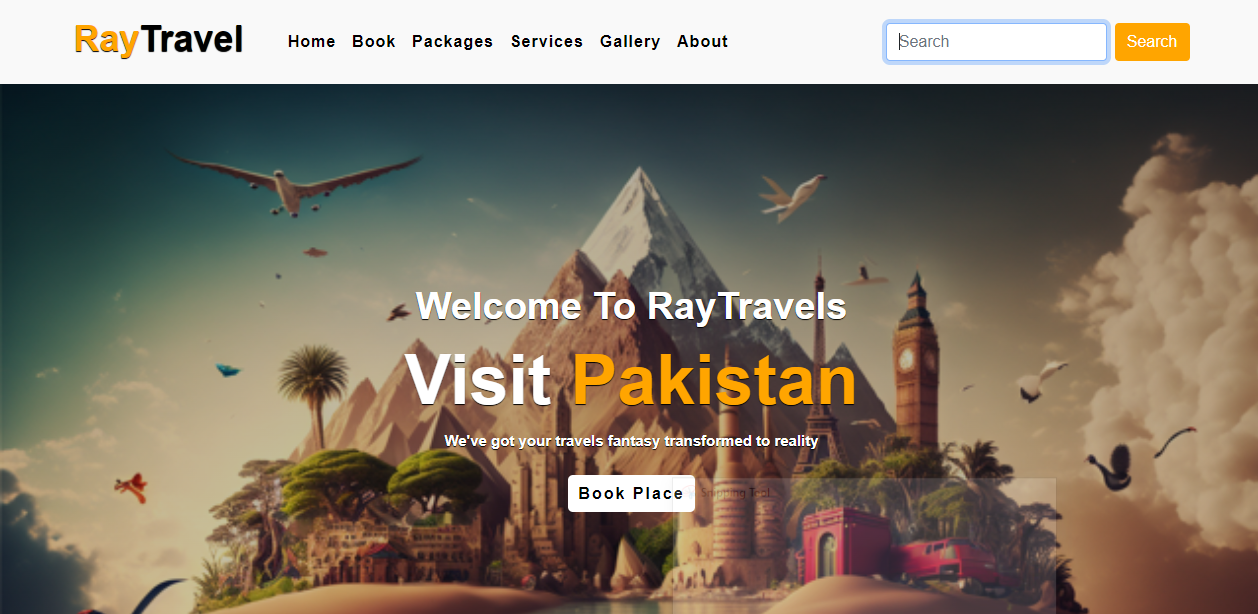 RayTravel
Home Book Packages Services Gallery About
Search
Search
Welcome To RayTravels
Visit Pakistan
We've got your travels fantasy transformed to reality
Book Place
Snipping Tool